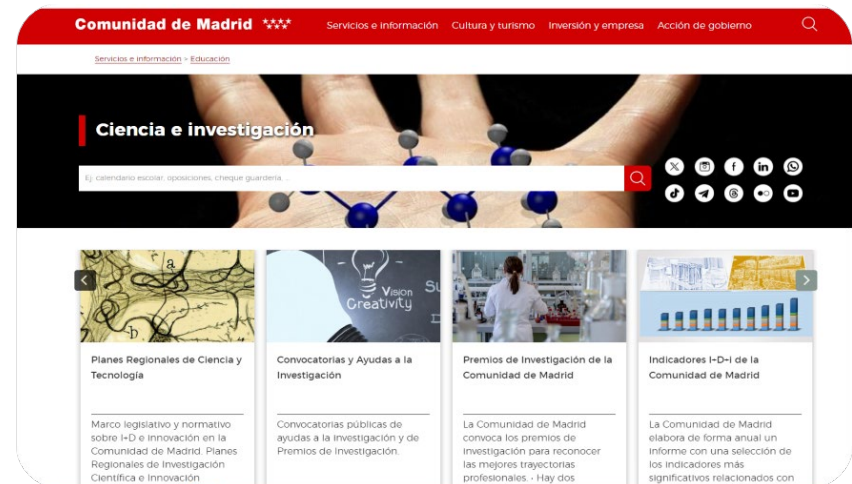 Comunidad de Madrid
Servicios e información Cultura y turismo Inversión y empresa Acción de gobierno
Servicios e información > Educación
Ciencia e investigación
Ej: calendario escolar, oposiciones, cheque guardería, ...
a
b
VISION
CREATIVITY
Planes Regionales de Ciencia y
Tecnología
Marco legislativo y normativo
sobre I+D e innovación en la
Comunidad de Madrid. Planes
Regionales de Investigación
Científica e Innovación
Convocatorias y Ayudas a la
Investigación
Convocatorias públicas de
ayudas a la investigación y de
Premios de Investigación.
Premios de Investigación de la
Comunidad de Madrid
La Comunidad de Madrid
convoca los premios de
investigación para reconocer
las mejores trayectorias
profesionales. · Hay dos
Indicadores I+D+i de la
Comunidad de Madrid
La Comunidad de Madrid
elabora de forma anual un
informe con una selección de
los indicadores más
significativos relacionados con